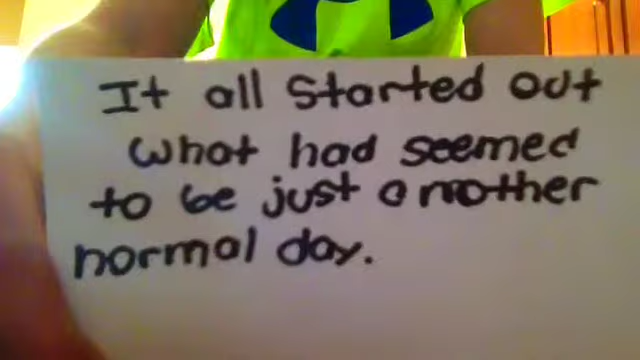 It all started out
what had seemed
to be just another
normal day.